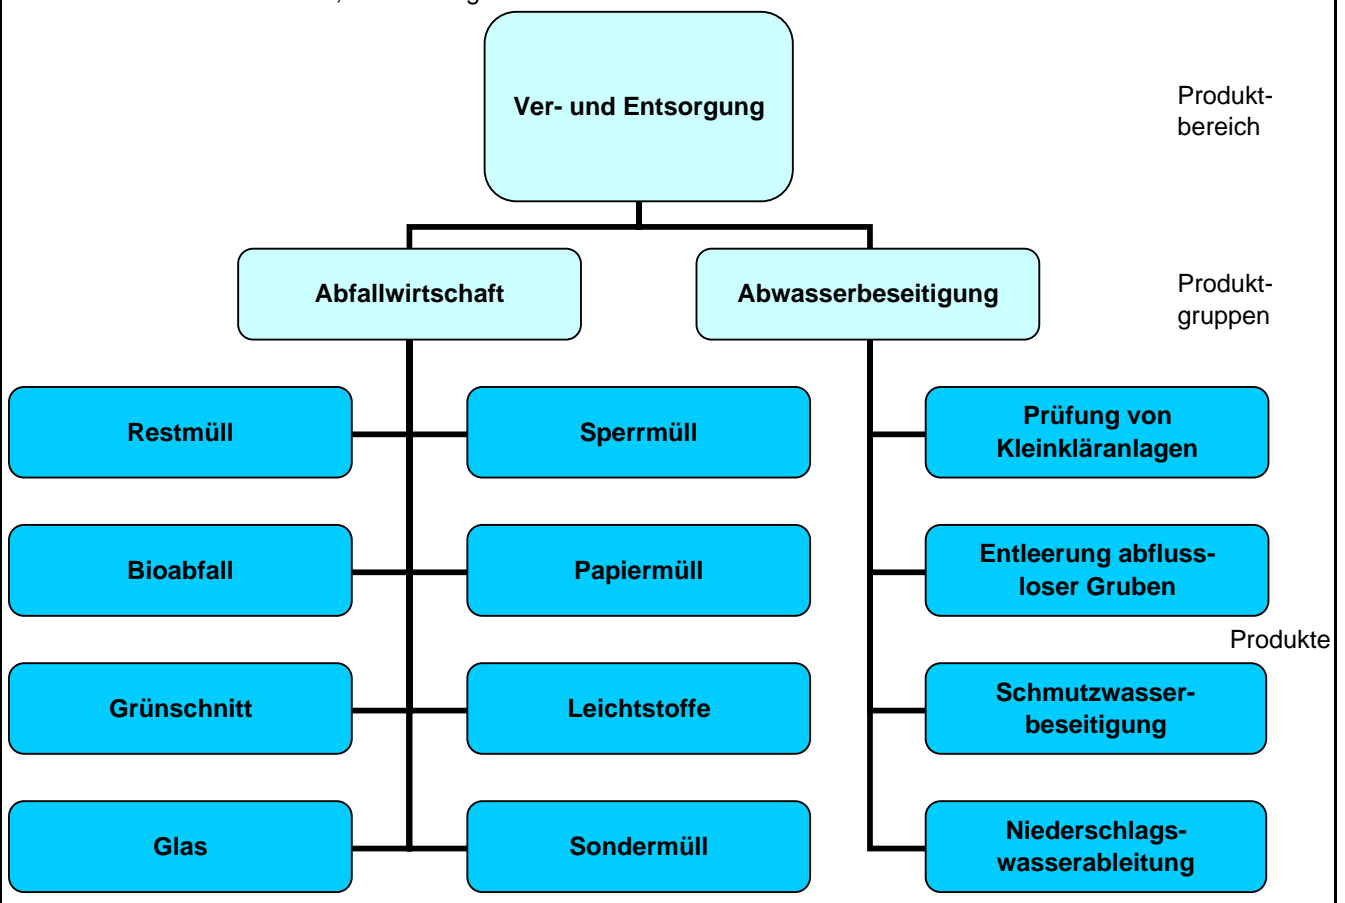 Ver- und Entsorgung
Produkt-
bereich
Abfallwirtschaft
Abwasserbeseitigung
Produkt-
gruppen
Restmüll
Sperrmüll
Prüfung von
Kleinkläranlagen
Bioabfall
Papiermüll
Entleerung abfluss-
loser Gruben
Produkte
Grünschnitt
Leichtstoffe
Schmutzwasser-
beseitigung
Glas
Sondermüll
Niederschlags-
wasserableitung